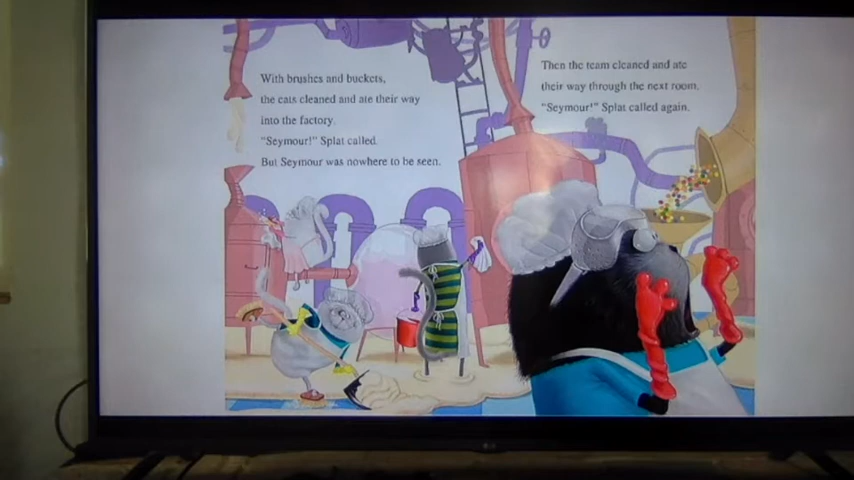 With brushes and buckets,
the cats cleaned and ate their way
into the factory.
"Seymour!" Splat called.
But Seymour was nowhere to be seen.
Then the team cleaned and ate
their way through the next room.
"Seymour!" Splat called again.
LG